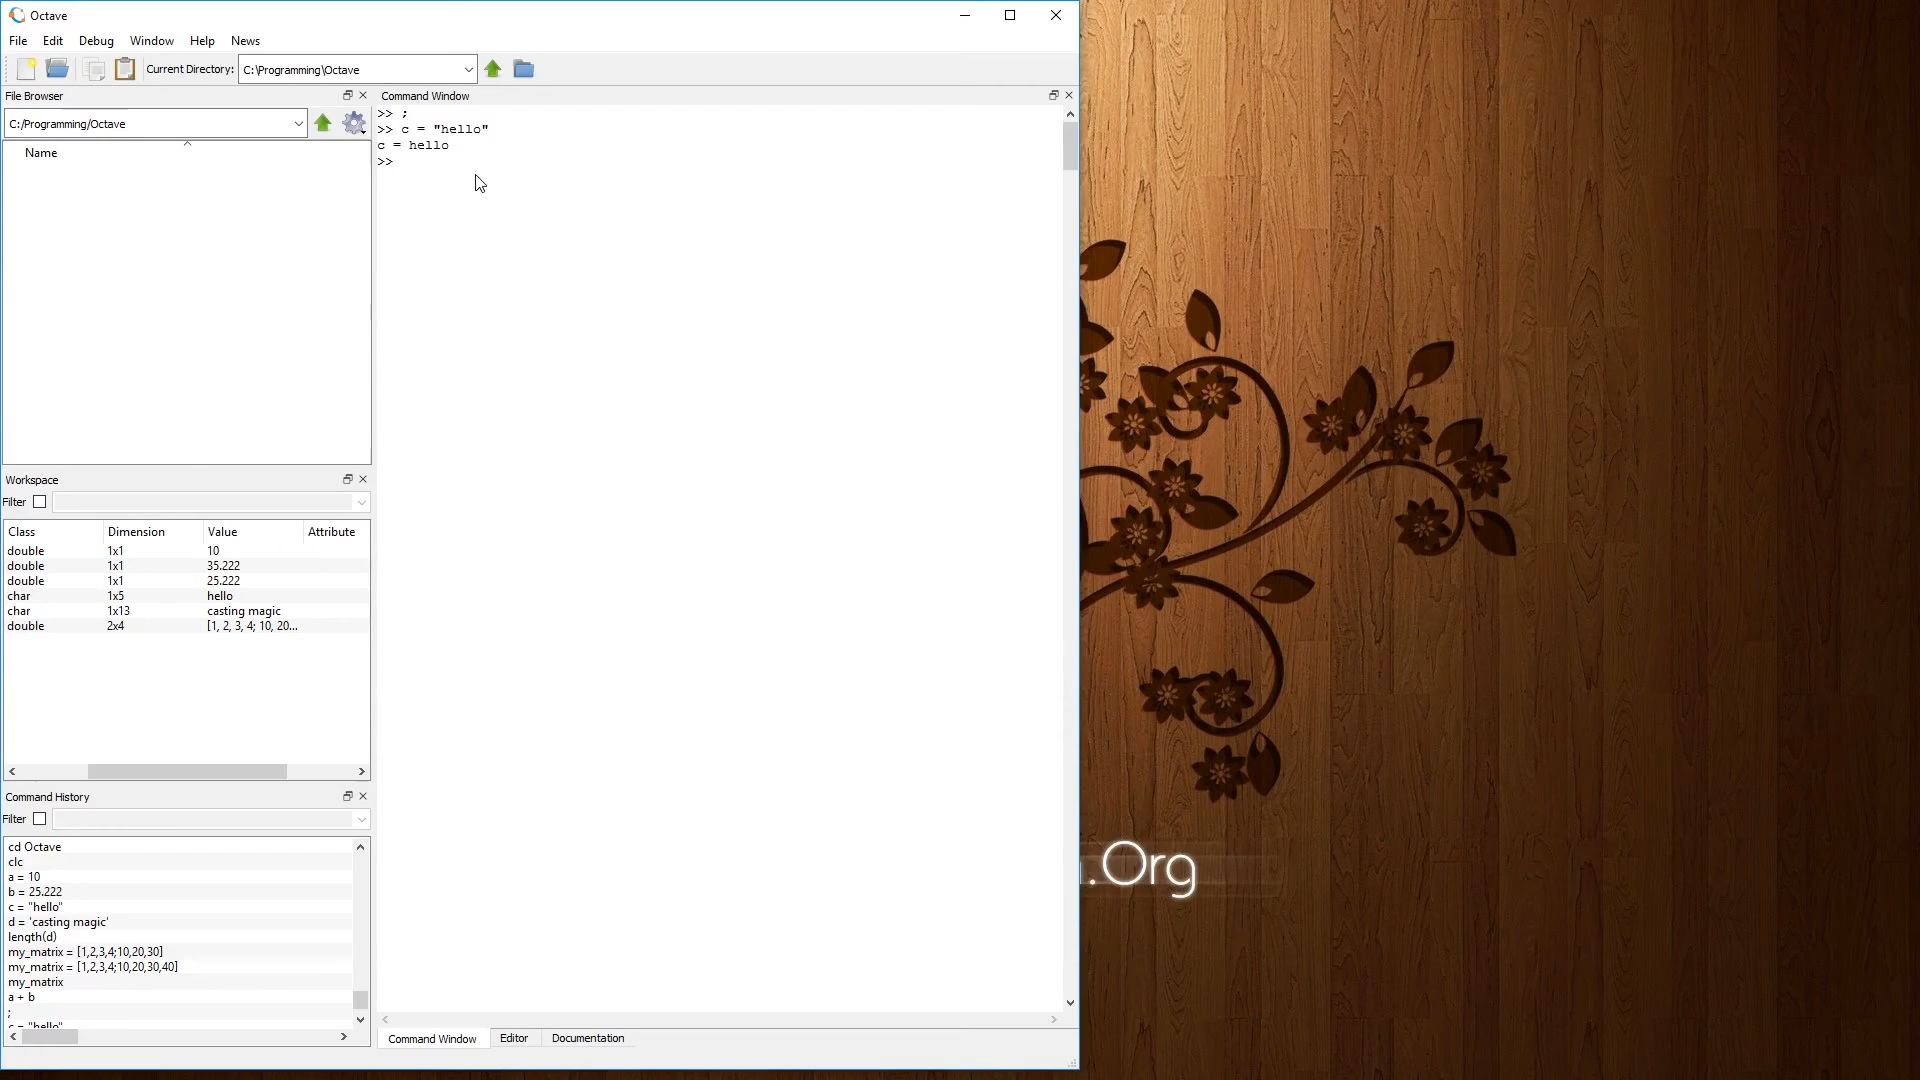 Octave
File Edit Debug Window Help News
Current Directory: C:\Programming\Octave
File Browser
C:/Programming/Octave
Name
Command Window
>> ;
>> c = "hello"
c = hello
>>
Workspace
Filter
Class Dimension Value Attribute
double 1x1 10
double 1x1 35.222
double 1x1 25.222
char 1x5 hello
char 1x13 casting magic
double 2x4 [1, 2, 3, 4; 10, 20...
Command History
Filter
cd Octave
clc
a = 10
b = 25.222
c = "hello"
d = 'casting magic'
length(d)
my_matrix = [1,2,3,4;10,20,30]
my_matrix = [1,2,3,4;10,20,30,40]
my_matrix
a + b
;
c = "hello"
Command Window Editor Documentation
.Org